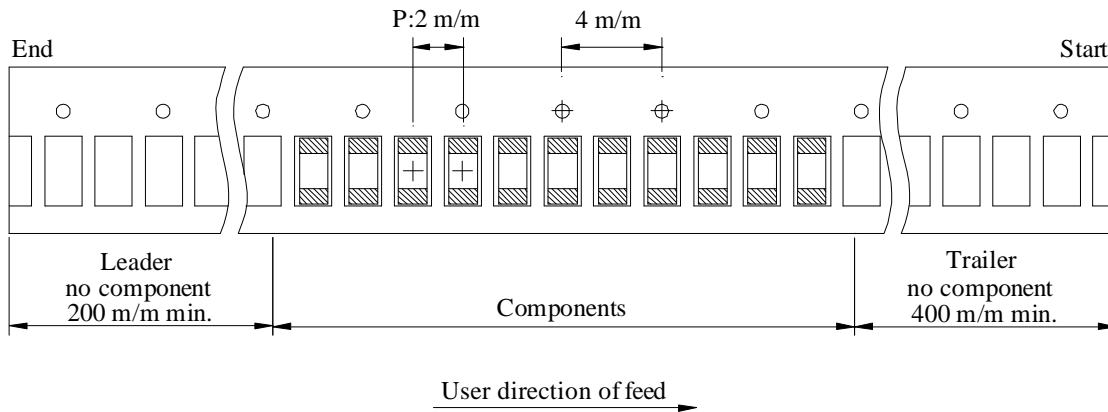 P:2 m/m
4 m/m
End
Start
Leader
no component
200 m/m min.
Components
Trailer
no component
400 m/m min.
User direction of feed